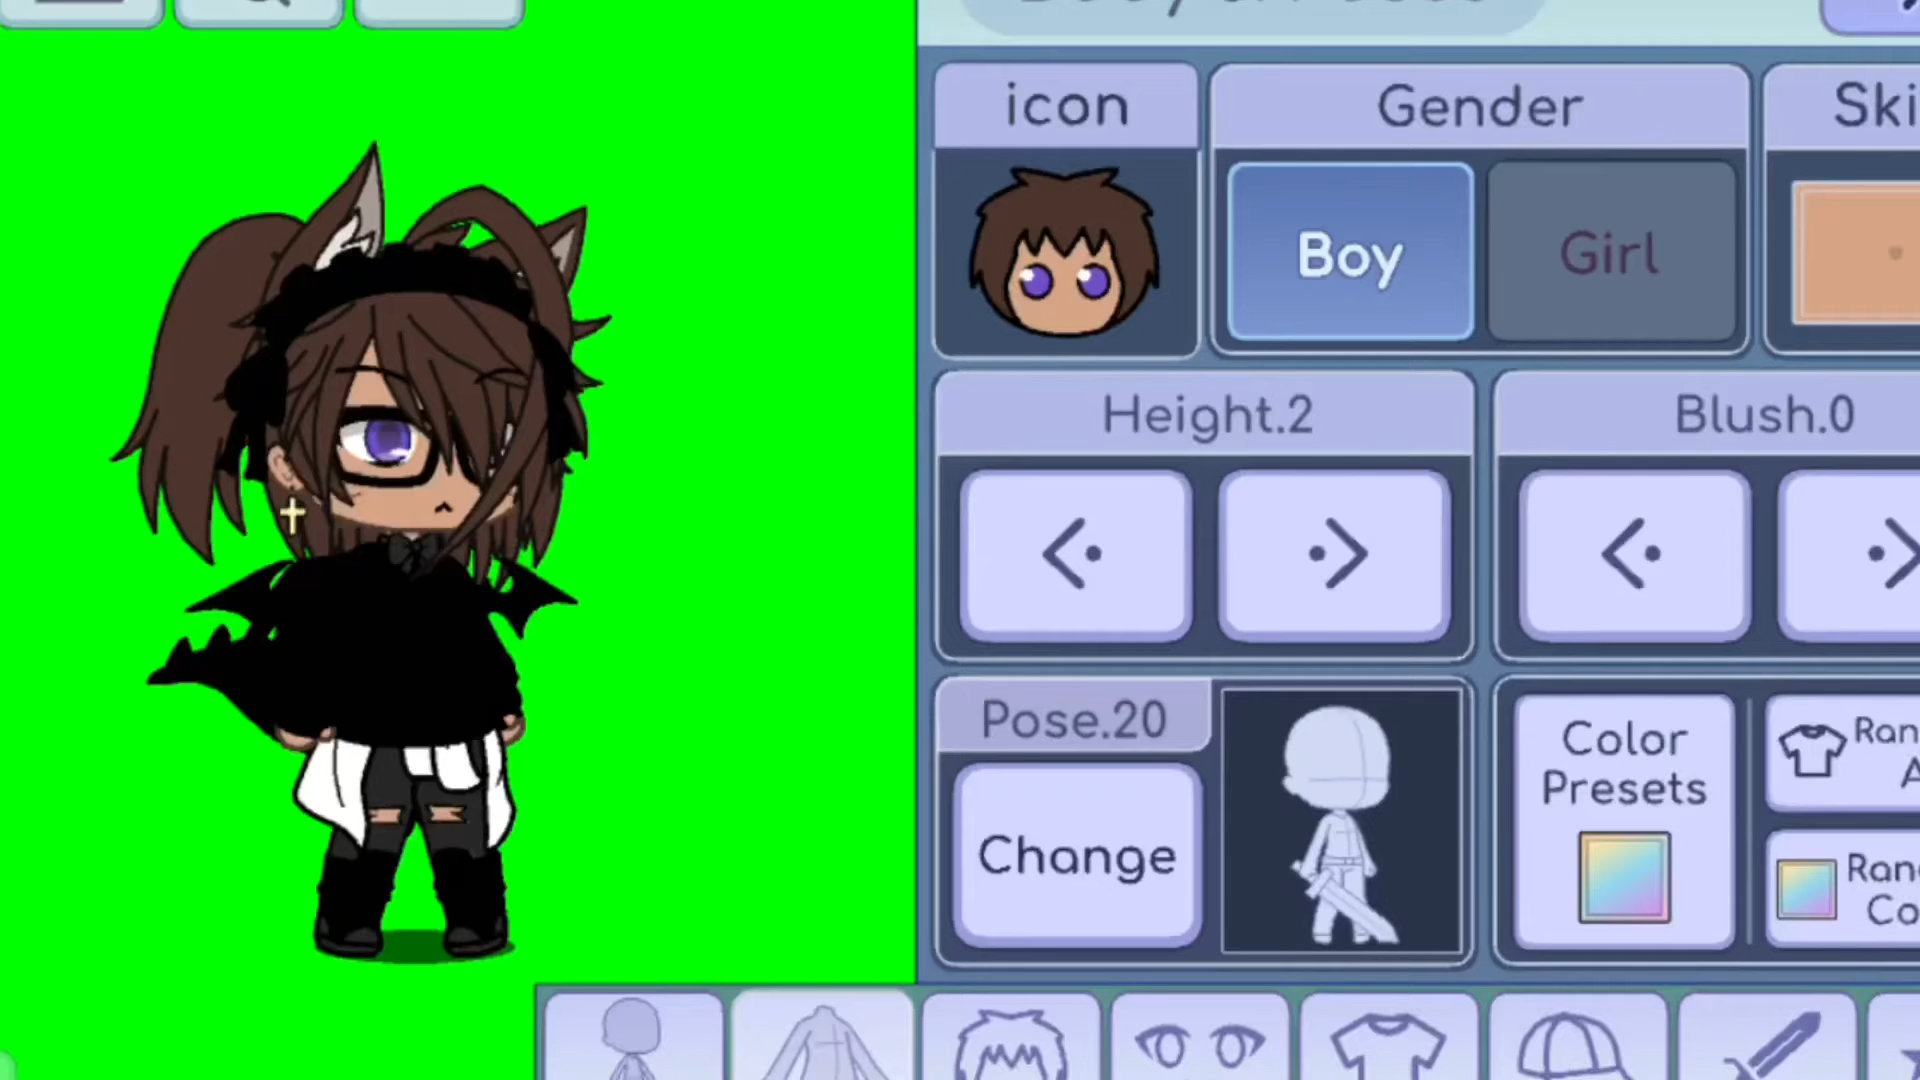 icon
Gender
Boy
Girl
Height.2
Blush.0
Pose.20
Change
Color
Presets